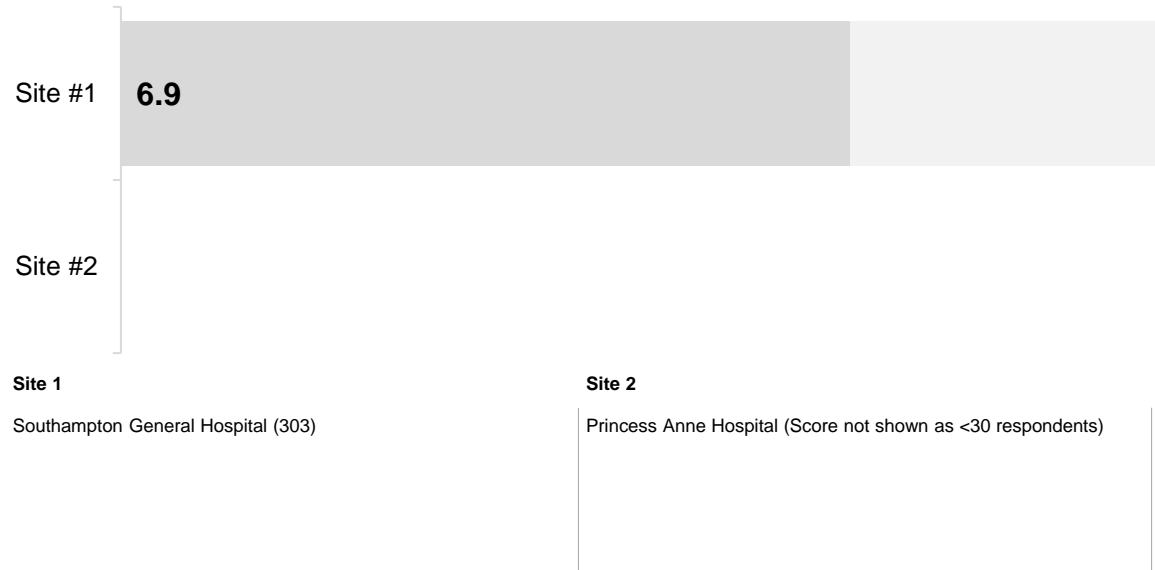 Site #1
6.9
Site #2
Site 1
Site 2
Southampton General Hospital (303)
Princess Anne Hospital (Score not shown as <30 respondents)